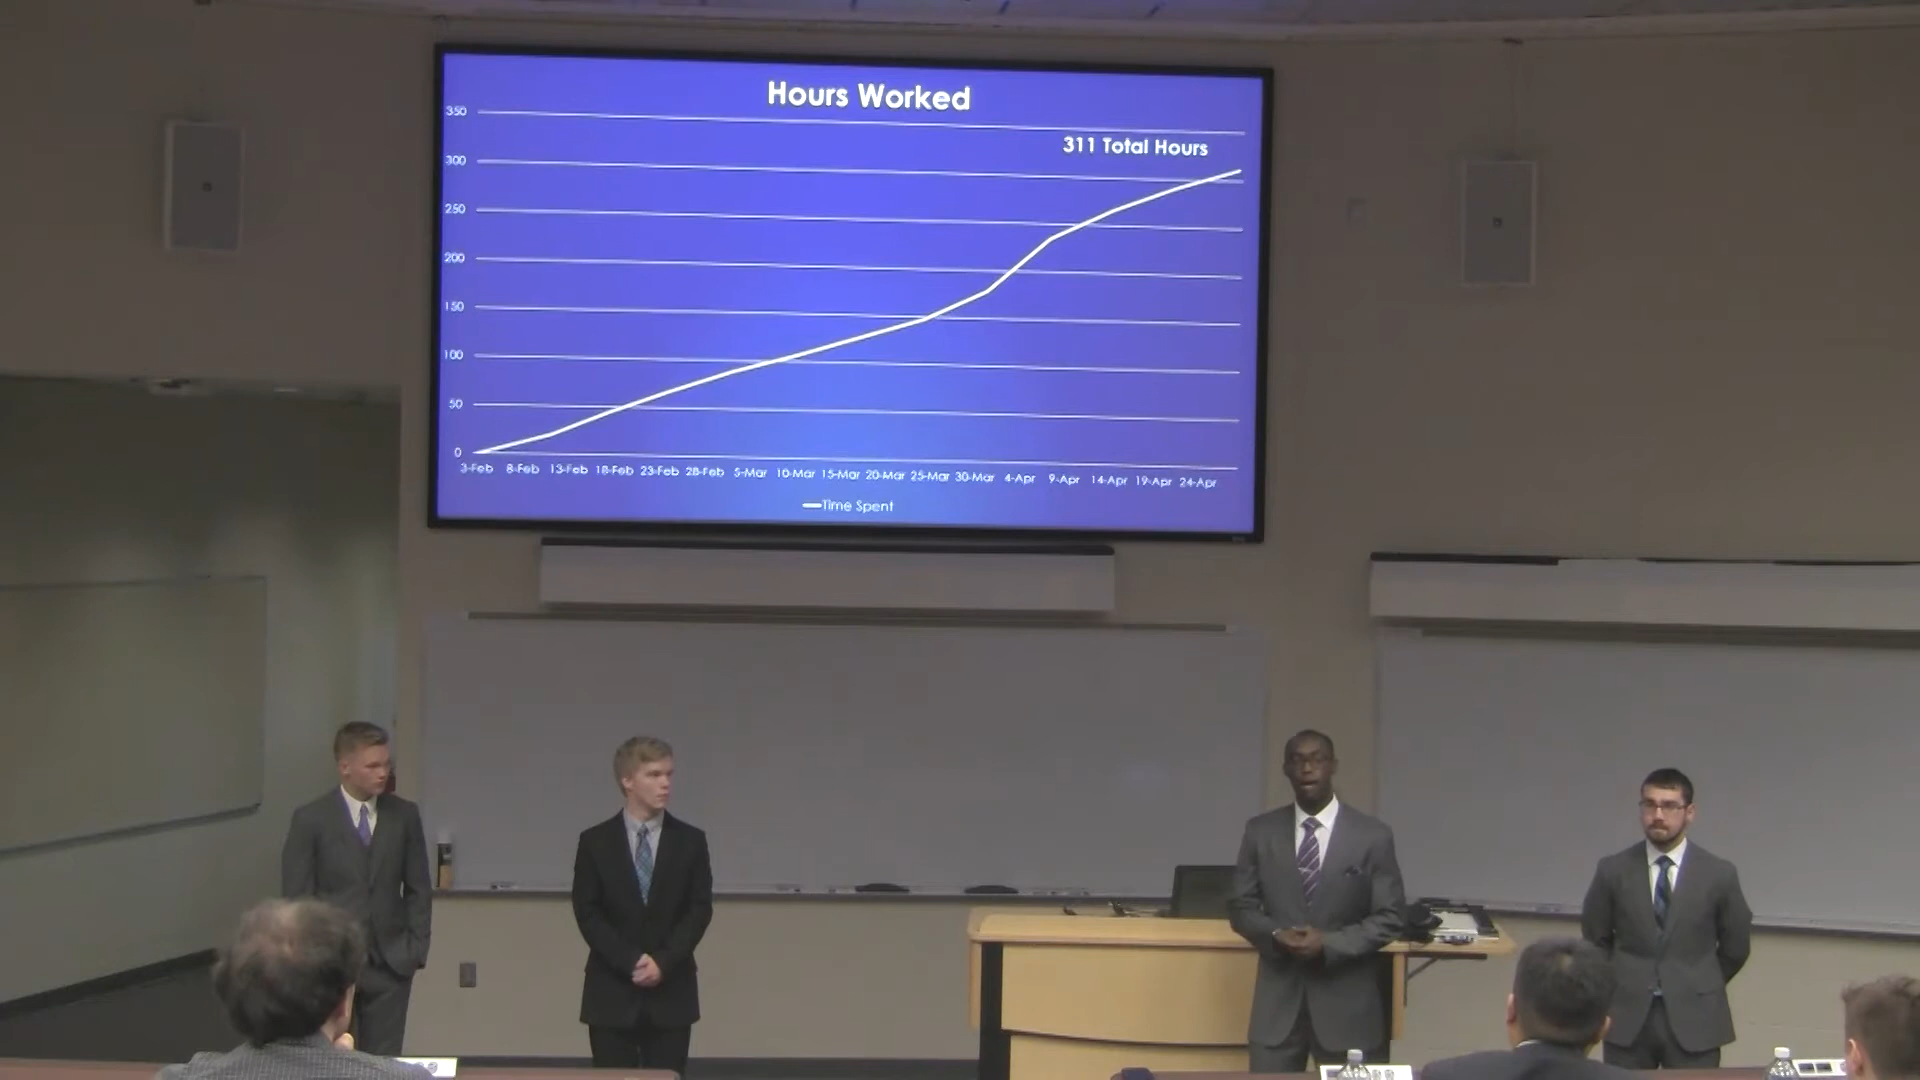 Hours Worked
350
311 Total Hours
300
250
200
150
100
50
0
3-Feb 8-Feb 13-Feb 18-Feb 23-Feb 28-Feb 5-Mar 10-Mar 15-Mar 20-Mar 25-Mar 30-Mar 4-Apr 9-Apr 14-Apr 19-Apr 24-Apr
Time Spent